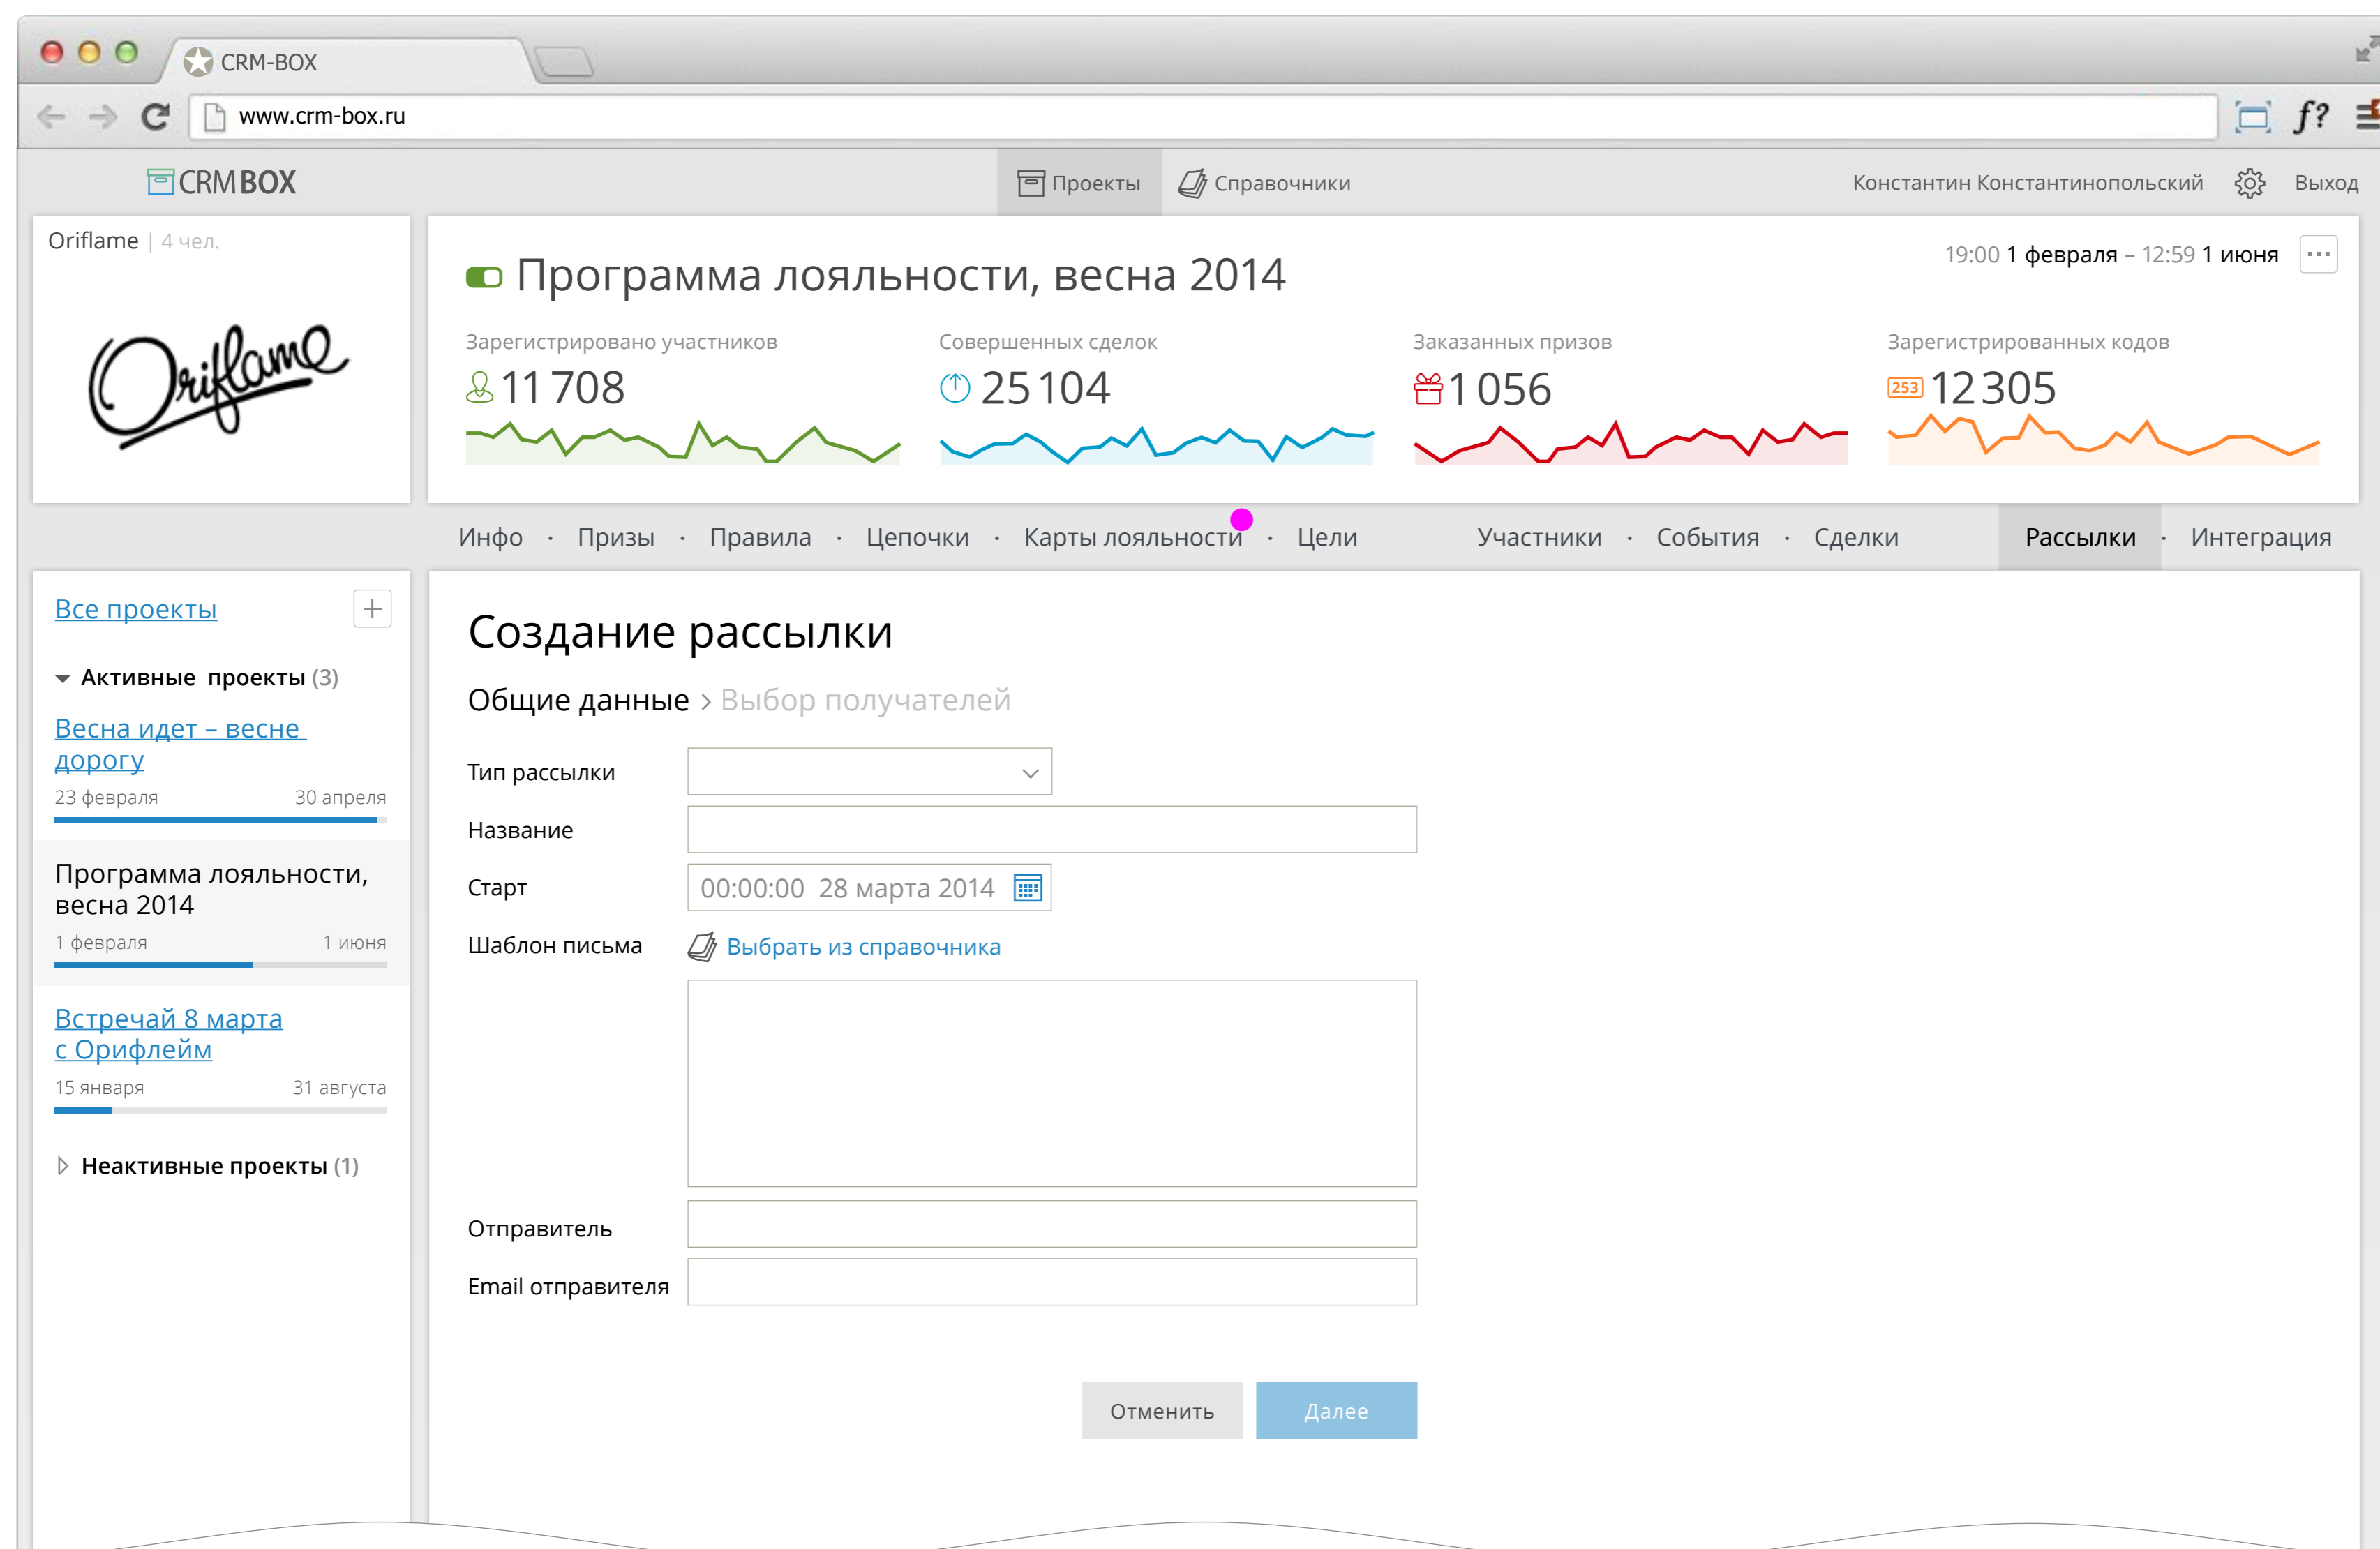 CRM-BOX
www.crm-box.ru
f?
CRMBOX
Проекты
Справочники
Константин Константинопольский
Выход
Oriflame | 4 чел.
Oriflame
Программа лояльности, весна 2014
19:00 1 февраля – 12:59 1 июня
Зарегистрировано участников
11 708
Совершенных сделок
25 104
Заказанных призов
1 056
Зарегистрированных кодов
253 12 305
Инфо · Призы · Правила · Цепочки · Карты лояльности · Цели
Участники · События · Сделки
Рассылки · Интеграция
Все проекты
Активные проекты (3)
Весна идет – весне
дорогу
23 февраля 30 апреля
Программа лояльности,
весна 2014
1 февраля 1 июня
Встречай 8 марта
с Орифлейм
15 января 31 августа
Неактивные проекты (1)
Создание рассылки
Общие данные > Выбор получателей
Тип рассылки
Название
Старт 00:00:00 28 марта 2014
Шаблон письма Выбрать из справочника
Отправитель
Email отправителя
Отменить
Далее